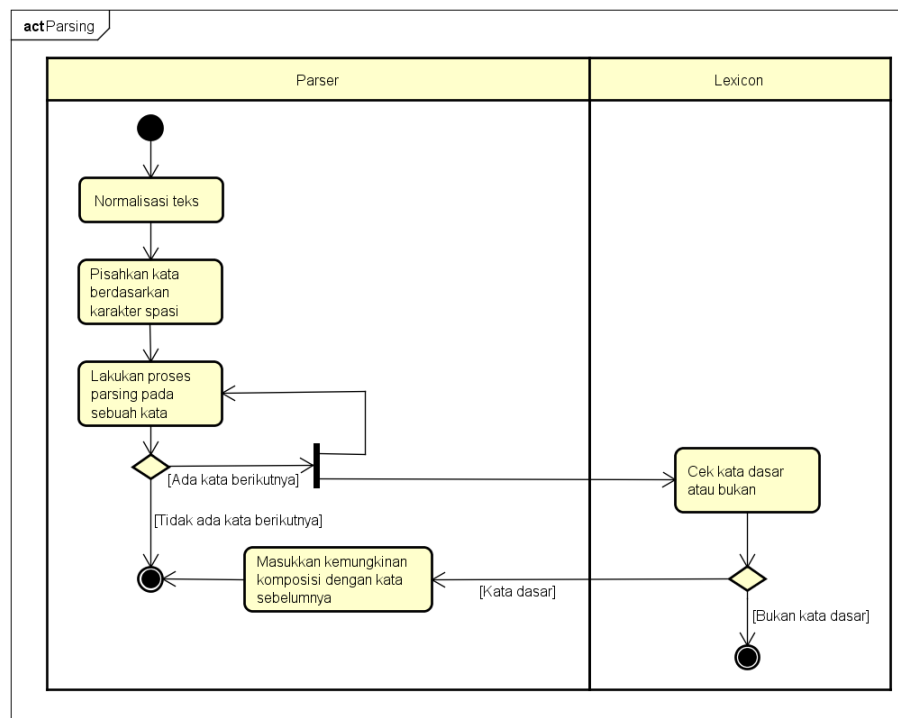 act Parsing
Parser
Lexicon
Normalisasi teks
Pisahkan kata
berdasarkan
karakter spasi
Lakukan proses
parsing pada
sebuah kata
[Ada kata berikutnya]
Cek kata dasar
atau bukan
[Tidak ada kata berikutnya]
Masukkan kemungkinan
komposisi dengan kata
sebelumnya
[Kata dasar]
[Bukan kata dasar]